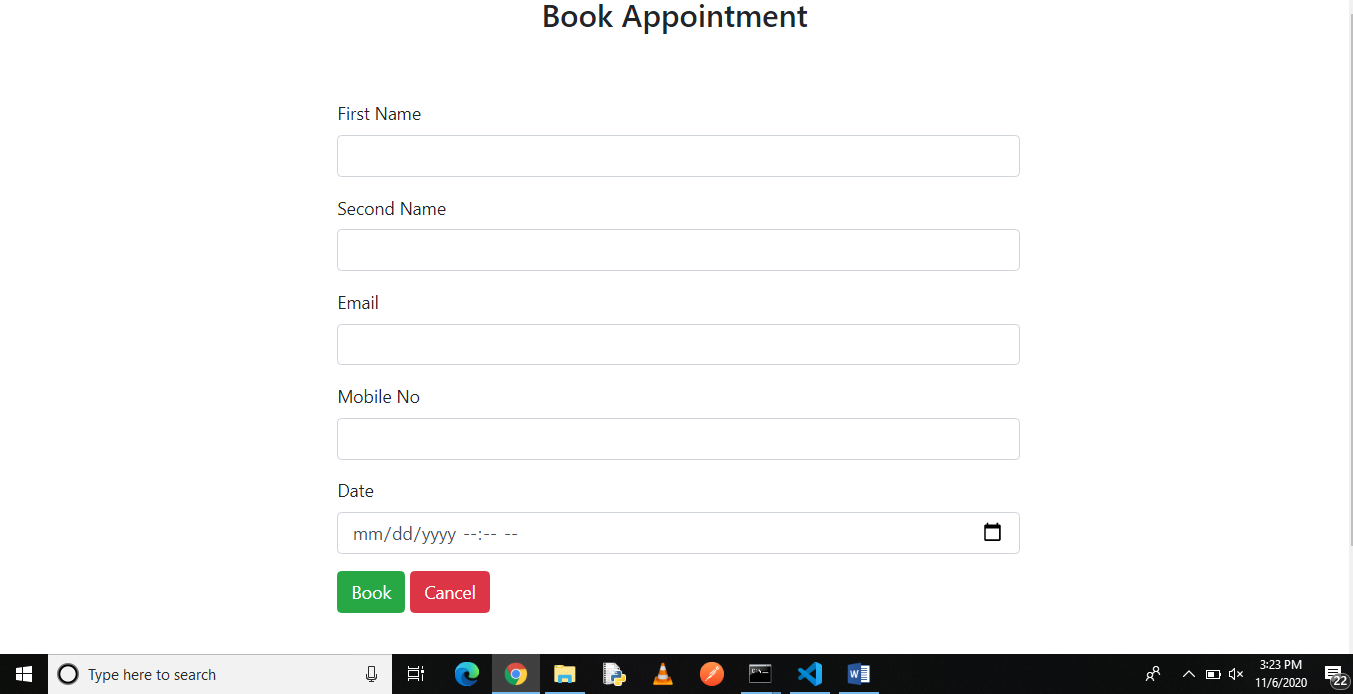 Book Appointment
First Name
Second Name
Email
Mobile No
Date
mm/dd/yyyy --:-- --
Book Cancel
Type here to search
3:23 PM
11/6/2020
22